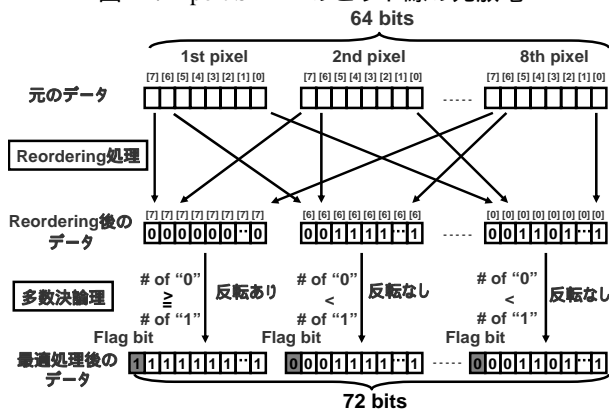 64 bits
1st pixel 2nd pixel 8th pixel
[7] [6] [5] [4] [3] [2] [1] [0] [7] [6] [5] [4] [3] [2] [1] [0] [7] [6] [5] [4] [3] [2] [1] [0]
元のデータ
Reordering処理
[7] [7] [7] [7] [7] [7] [7] [7] [6] [6] [6] [6] [6] [6] [6] [6] [0] [0] [0] [0] [0] [0] [0] [0]
Reordering後の
データ
0 0 0 0 0 0 ··· 0 0 0 1 1 1 1 ··· 1 0 0 1 1 0 1 ··· 1
多数決論理
# of “0” # of “0” # of “0”
≧ 反転あり < 反転なし < 反転なし
# of “1” # of “1” # of “1”
Flag bit Flag bit Flag bit
最適処理後の
データ
1 1 1 1 1 1 1 ··· 1 0 0 0 1 1 1 1 ··· 1 0 0 0 1 1 0 1 ··· 1
72 bits